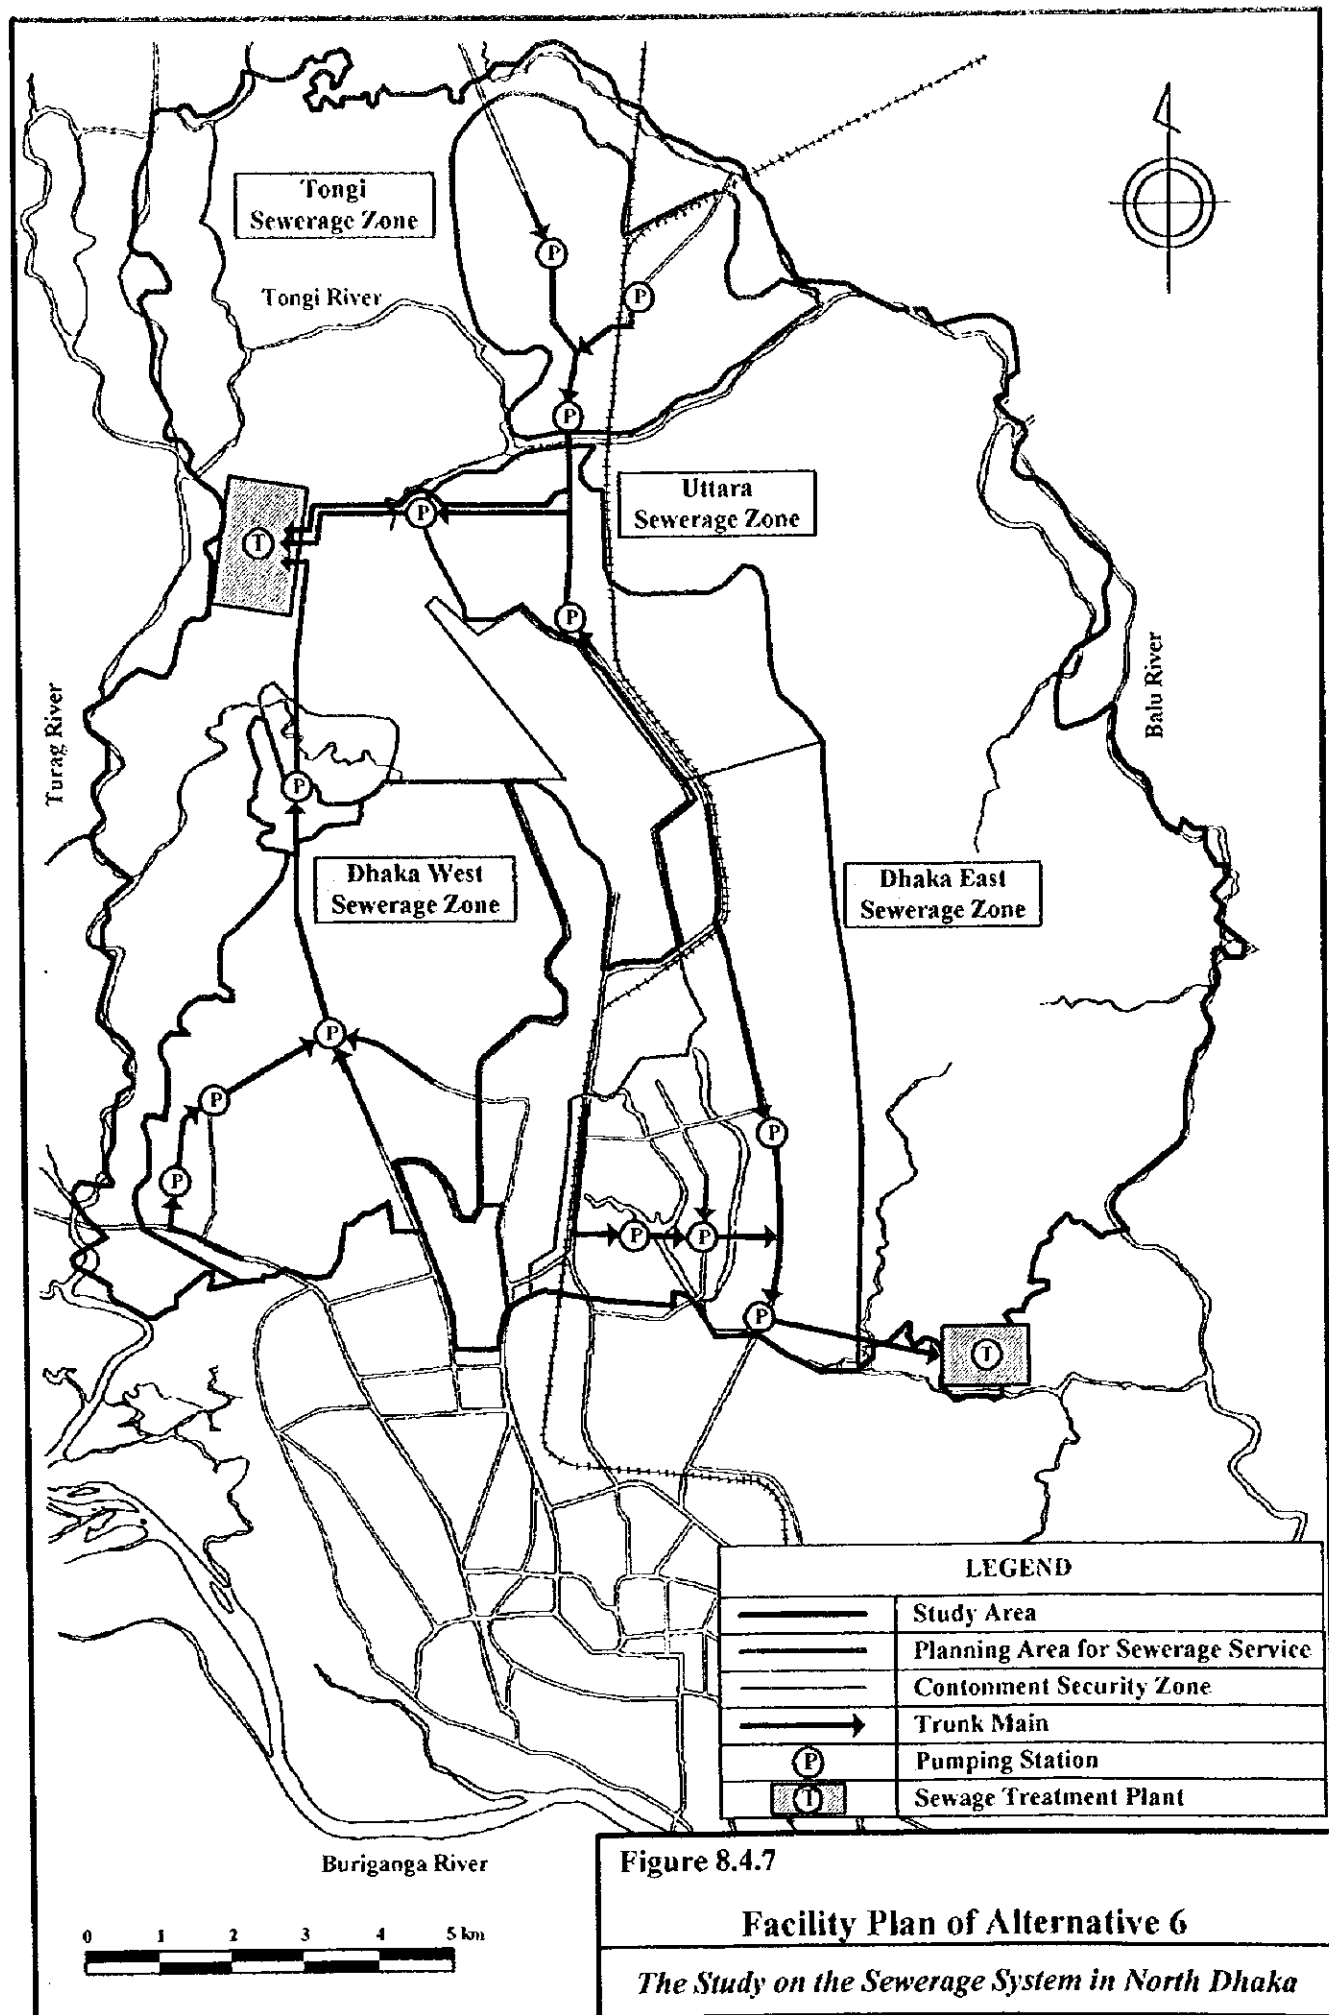 Tongi
Sewerage Zone
Tongi River
P
P
P
Uttara
Sewerage Zone
P
T
P
Turag River
Balu River
P
Dhaka West
Sewerage Zone
Dhaka East
Sewerage Zone
P
P
P
P
P
P
P
T
LEGEND
Study Area
Planning Area for Sewerage Service
Contonment Security Zone
Trunk Main
P Pumping Station
T Sewage Treatment Plant
Buriganga River
0 1 2 3 4 5 km
Figure 8.4.7
Facility Plan of Alternative 6
The Study on the Sewerage System in North Dhaka